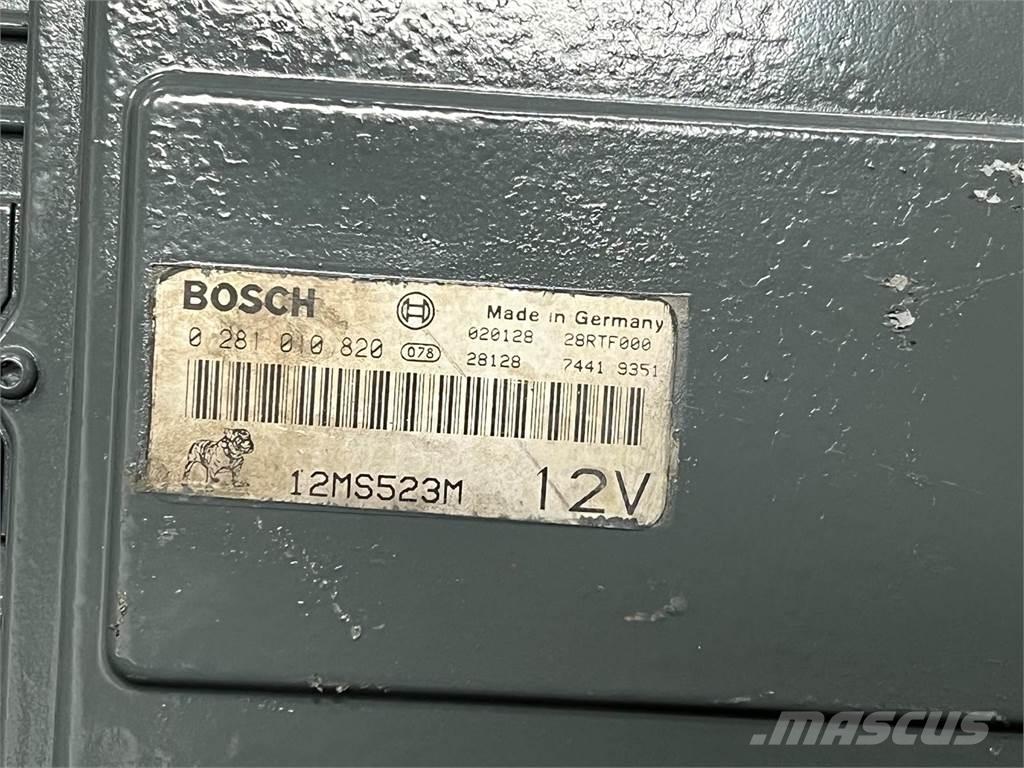 BOSCH Made in Germany
0 281 010 820 078 020128 28RTF000
28128 7441 9351
12MS523M 12V
MASCUS